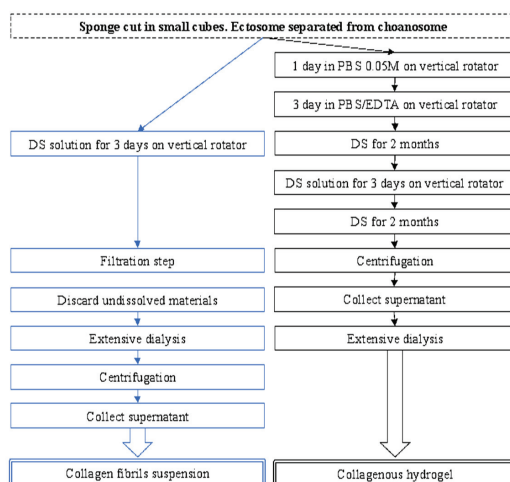 Sponge cut in small cubes. Ectosome separated from choanosome
1 day in PBS 0.05M on vertical rotator
3 day in PBS/EDTA on vertical rotator
DS solution for 3 days on vertical rotator
DS for 2 months
DS solution for 3 days on vertical rotator
DS for 2 months
Filtration step
Centrifugation
Discard undissolved materials
Collect supernatant
Extensive dialysis
Extensive dialysis
Centrifugation
Collect supernatant
Collagen fibrils suspension
Collagenous hydrogel